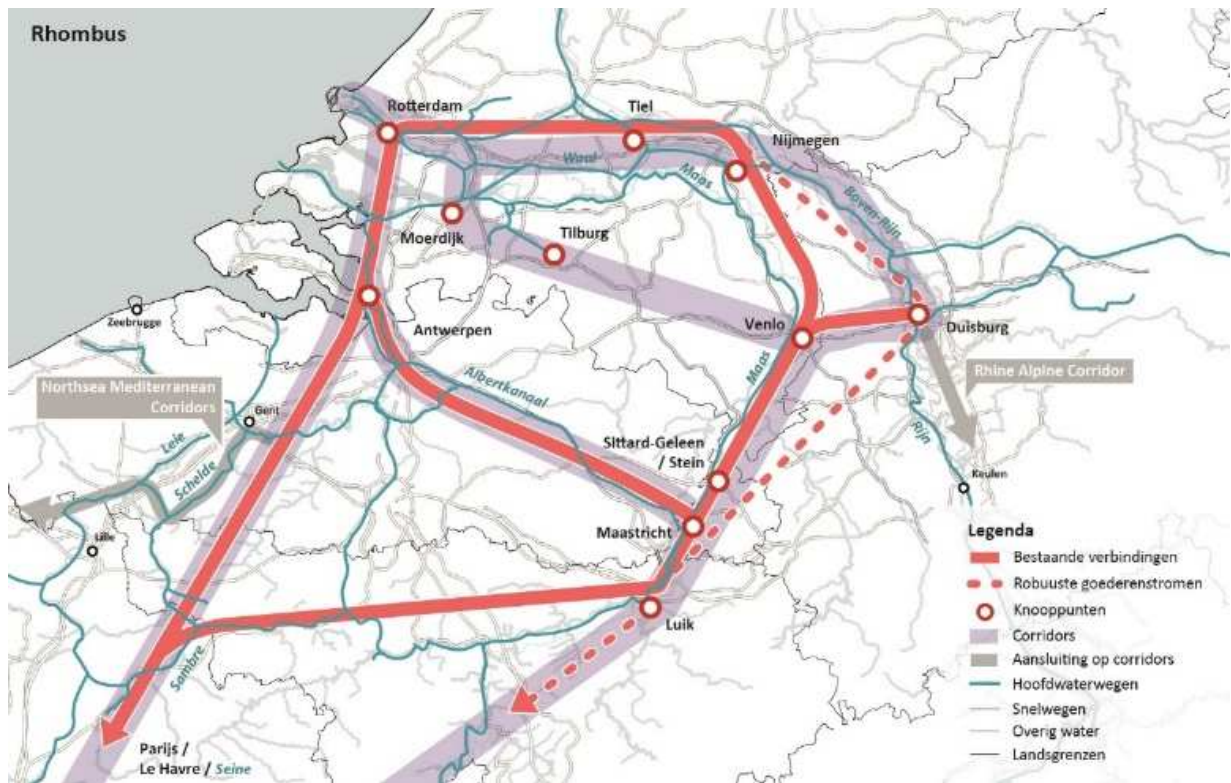 Rhombus
Rotterdam
Tiel
Nijmegen
Waal
Maas
Boven-Rijn
Moerdijk
Tilburg
Zeebrugge
Antwerpen
Venlo
Duisburg
Northsea Mediterranean
Corridors
Albertkanaal
Maas
Rhine Alpine Corridor
Gent
Leie
Schelde
Rijn
Sittard-Geleen
/ Stein
Keulen
Lille
Maastricht
Luik
Sambre
Parijs /
Le Havre / Seine
Legenda
Bestaande verbindingen
Robuuste goederenstromen
Knooppunten
Corridors
Aansluiting op corridors
Hoofdwaterwegen
Snelwegen
Overig water
Landsgrenzen